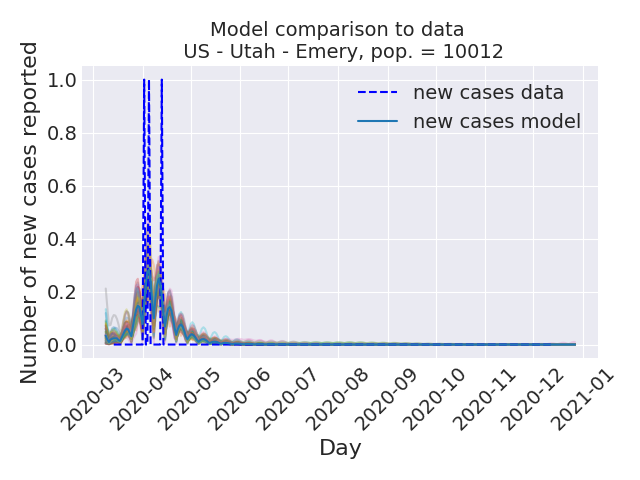 Model comparison to data
US - Utah - Emery, pop. = 10012
Number of new cases reported
1.0
0.8
0.6
0.4
0.2
0.0
new cases data
new cases model
2020-03
2020-04
2020-05
2020-06
2020-07
2020-08
2020-09
2020-10
2020-11
2020-12
2021-01
Day